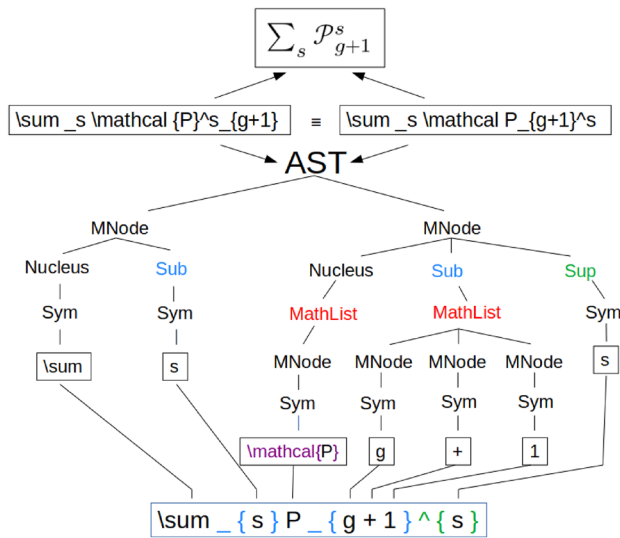 ∑_s 𝒫^s_{g+1}
\sum _s \mathcal {P}^s_{g+1} ≡ \sum _s \mathcal P_{g+1}^s
AST
MNode MNode
Nucleus Sub Nucleus Sub Sup
Sym Sym MathList MathList Sym
\sum s MNode MNode MNode MNode s
Sym Sym Sym Sym
\mathcal{P} g + 1
\sum _ { s } P _ { g + 1 } ^ { s }